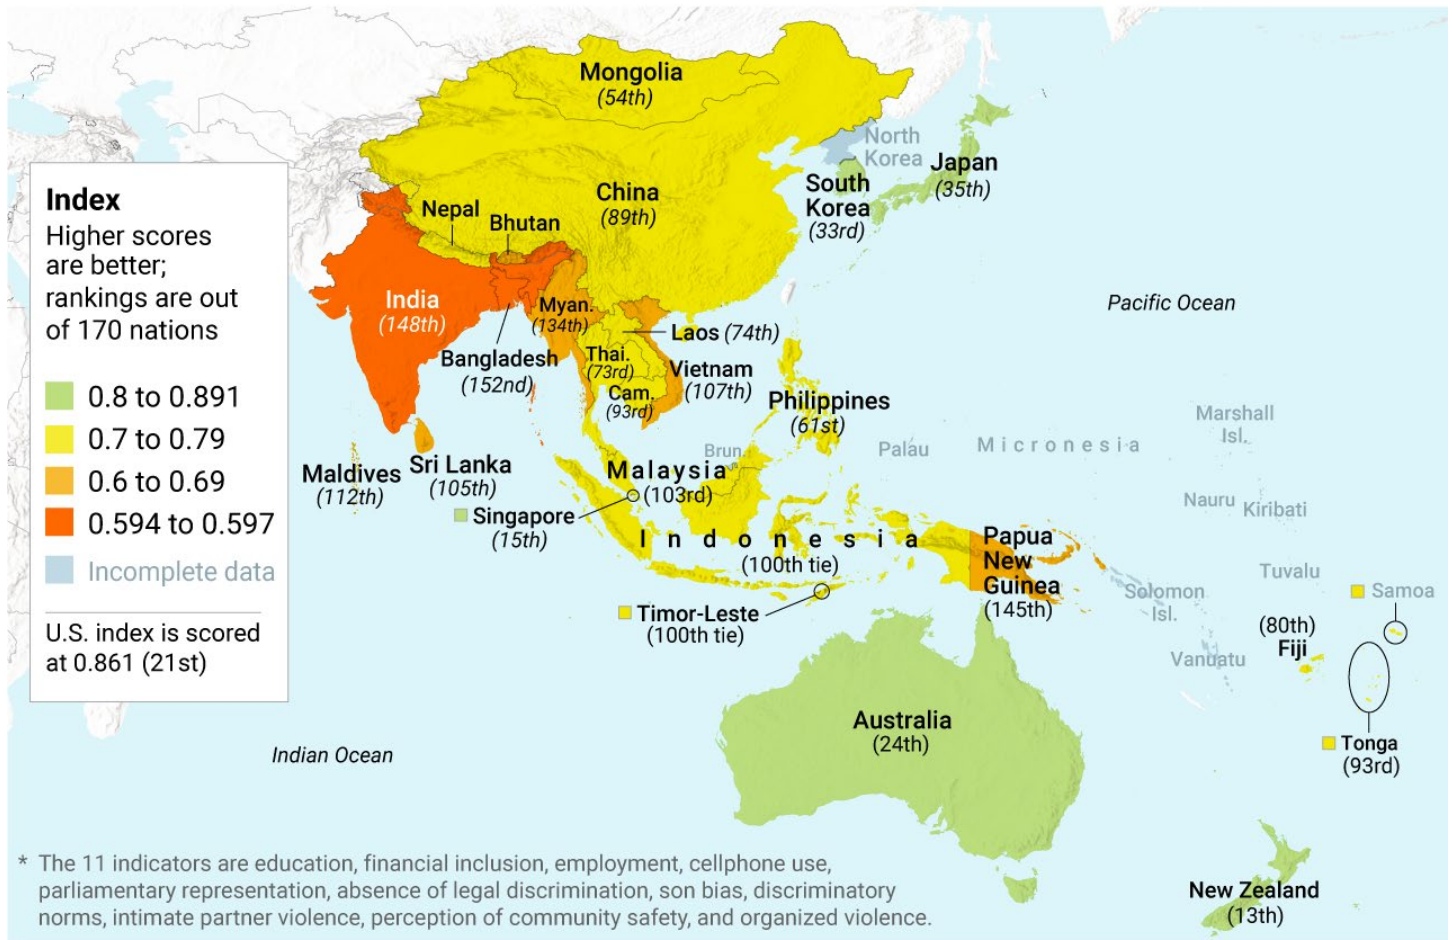 Index
Higher scores
are better;
rankings are out
of 170 nations
0.8 to 0.891
0.7 to 0.79
0.6 to 0.69
0.594 to 0.597
Incomplete data
U.S. index is scored
at 0.861 (21st)
Mongolia
(54th)
China
(89th)
North
Korea
South
Korea
(33rd)
Japan
(35th)
Nepal
Bhutan
India
(148th)
Myan.
(134th)
Bangladesh
(152nd)
Laos (74th)
Thai.
(73rd)
Vietnam
(107th)
Cam.
(93rd)
Philippines
(61st)
Pacific Ocean
Maldives
(112th)
Sri Lanka
(105th)
Brun.
Palau
Micronesia
Marshall
Isl.
Malaysia
(103rd)
Singapore
(15th)
Nauru
Kiribati
Indonesia
(100th tie)
Papua
New
Guinea
(145th)
Timor-Leste
(100th tie)
Solomon
Isl.
Tuvalu
Samoa
(80th)
Fiji
Vanuatu
Tonga
(93rd)
Australia
(24th)
Indian Ocean
New Zealand
(13th)
* The 11 indicators are education, financial inclusion, employment, cellphone use,
parliamentary representation, absence of legal discrimination, son bias, discriminatory
norms, intimate partner violence, perception of community safety, and organized violence.